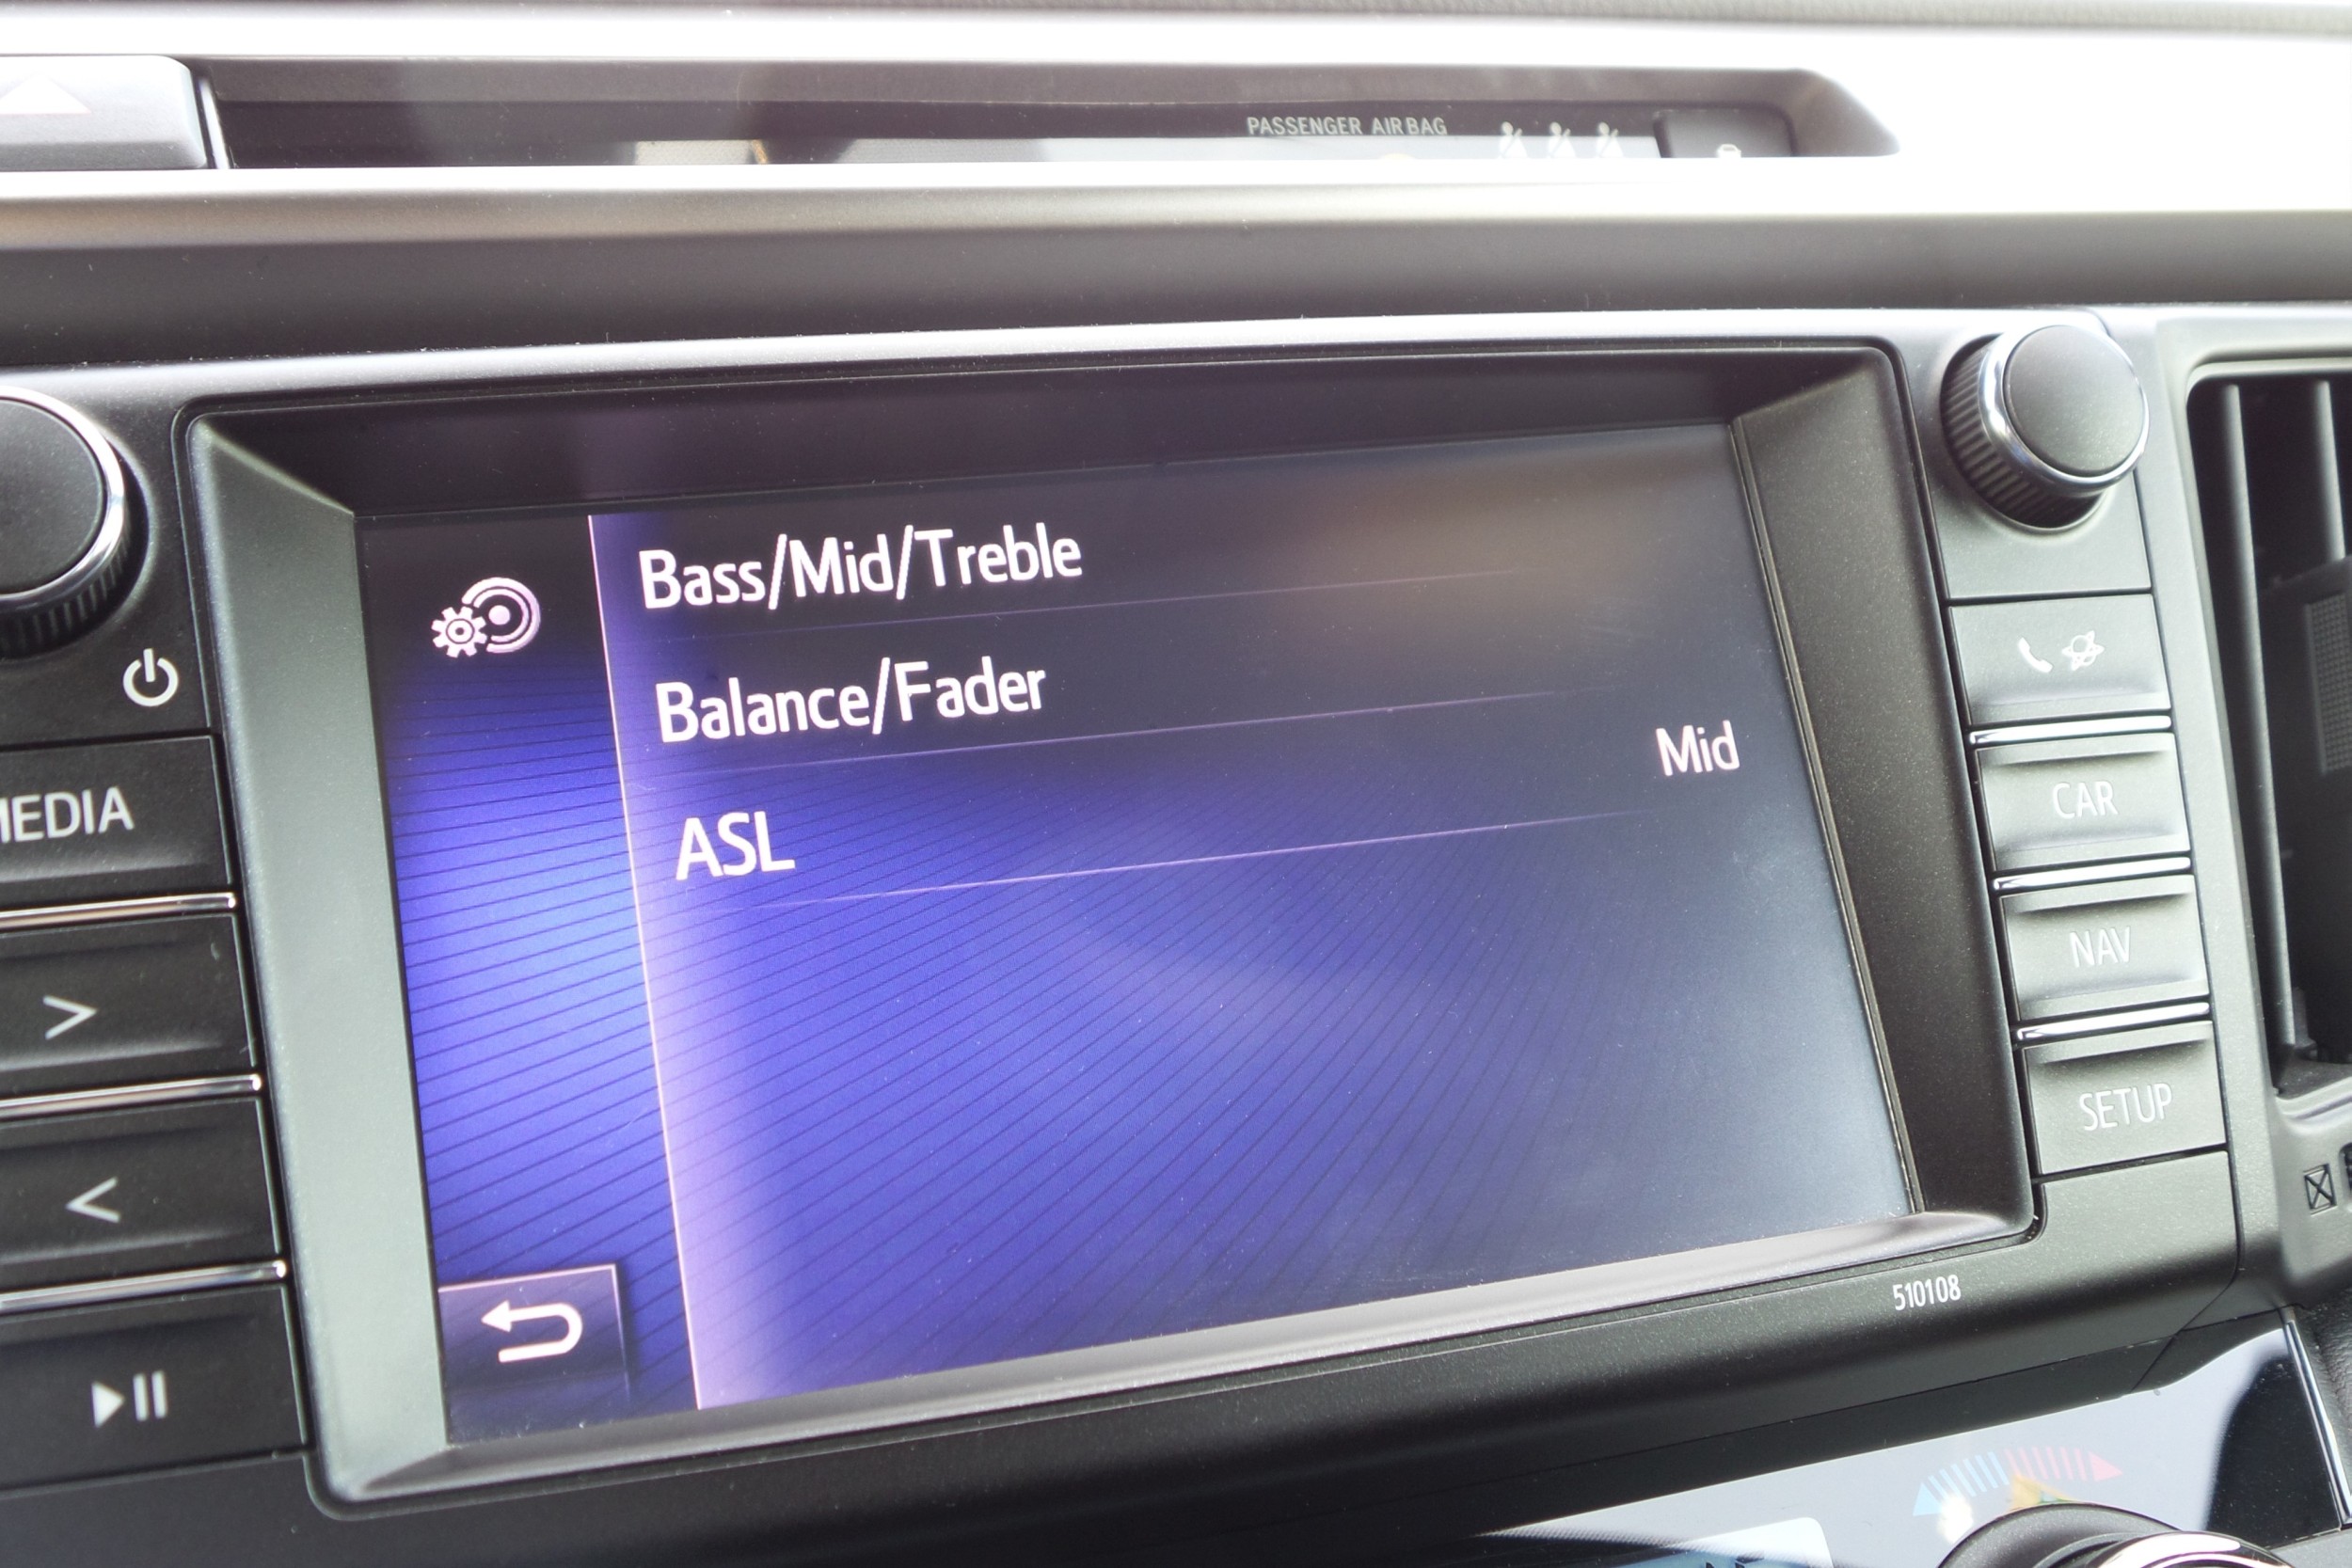 PASSENGER AIR BAG
Bass/Mid/Treble
Balance/Fader
ASL
Mid
MEDIA
CAR
NAV
SETUP
510108